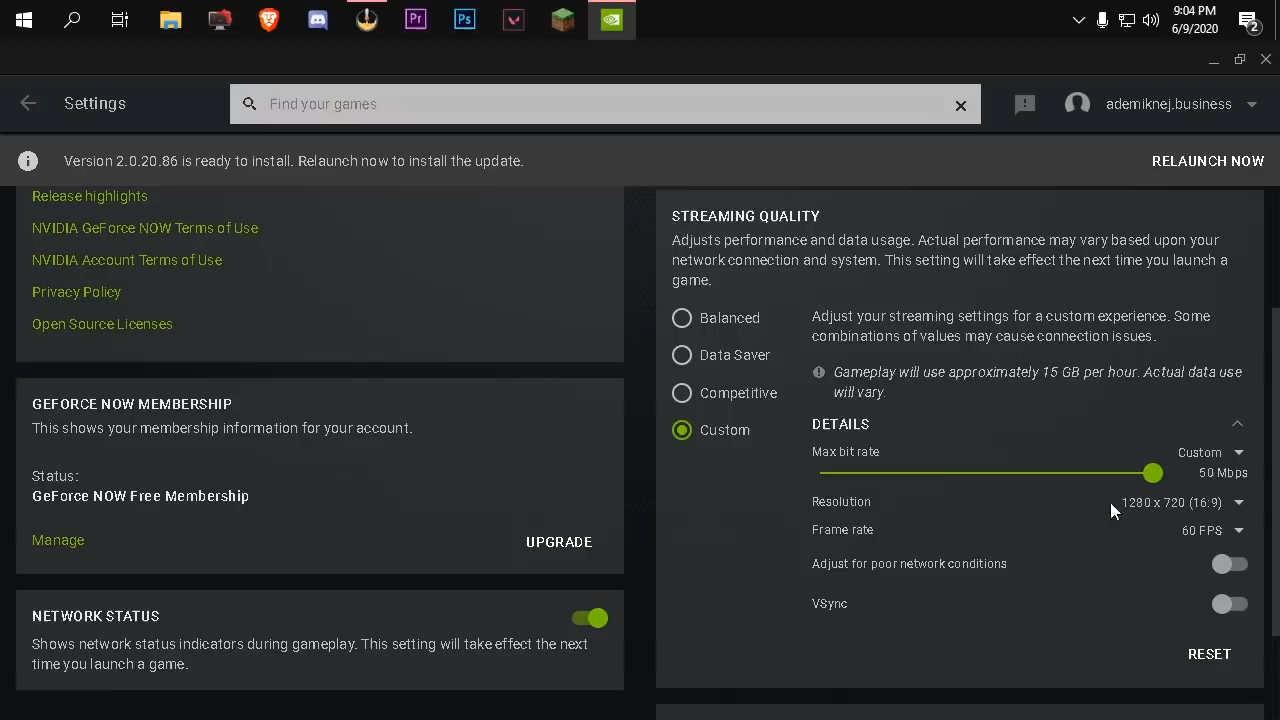 Pr
Ps
9:04 PM
6/9/2020
2
Settings
Find your games
ademiknej.business
Version 2.0.20.86 is ready to install. Relaunch now to install the update.
RELAUNCH NOW
Release highlights
NVIDIA GeForce NOW Terms of Use
NVIDIA Account Terms of Use
Privacy Policy
Open Source Licenses
GEFORCE NOW MEMBERSHIP
This shows your membership information for your account.
Status:
GeForce NOW Free Membership
Manage
UPGRADE
NETWORK STATUS
Shows network status indicators during gameplay. This setting will take effect the next
time you launch a game.
STREAMING QUALITY
Adjusts performance and data usage. Actual performance may vary based upon your
network connection and system. This setting will take effect the next time you launch a
game.
Balanced
Data Saver
Competitive
Custom
Adjust your streaming settings for a custom experience. Some
combinations of values may cause connection issues.
Gameplay will use approximately 15 GB per hour. Actual data use
will vary.
DETAILS
Max bit rate
Custom
50 Mbps
Resolution
1280 x 720 (16:9)
Frame rate
60 FPS
Adjust for poor network conditions
VSync
RESET